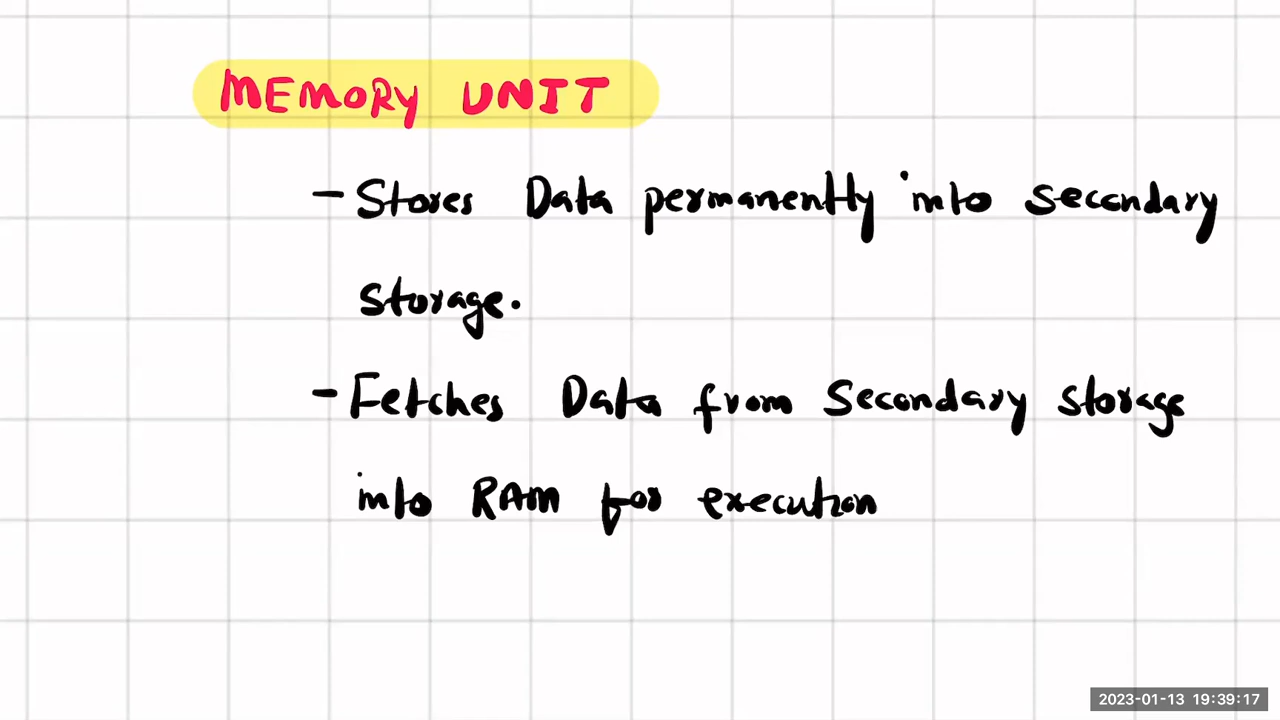 MEMORY UNIT
- Stores Data permanently into secondary
storage.
- Fetches Data from Secondary storage
into RAM for execution
2023-01-13 19:39:17